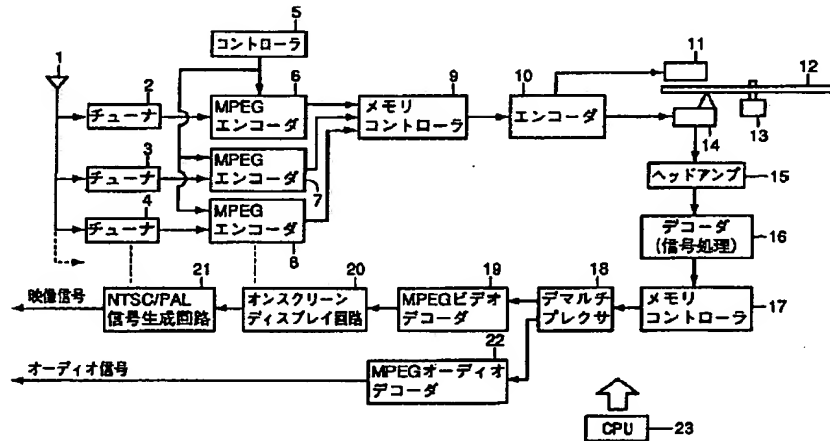 5
コントローラ
1
2
チューナ
6
MPEG
エンコーダ
9
メモリ
コントローラ
10
エンコーダ
11
12
13
14
3
チューナ
MPEG
エンコーダ
7
4
チューナ
MPEG
エンコーダ
8
ヘッドアンプ
15
デコーダ
(信号処理)
16
映像信号
21
NTSC/PAL
信号生成回路
20
オンスクリーン
ディスプレイ回路
19
MPEGビデオ
デコーダ
18
デマルチ
プレクサ
メモリ
コントローラ
17
オーディオ信号
22
MPEGオーディオ
デコーダ
CPU
23